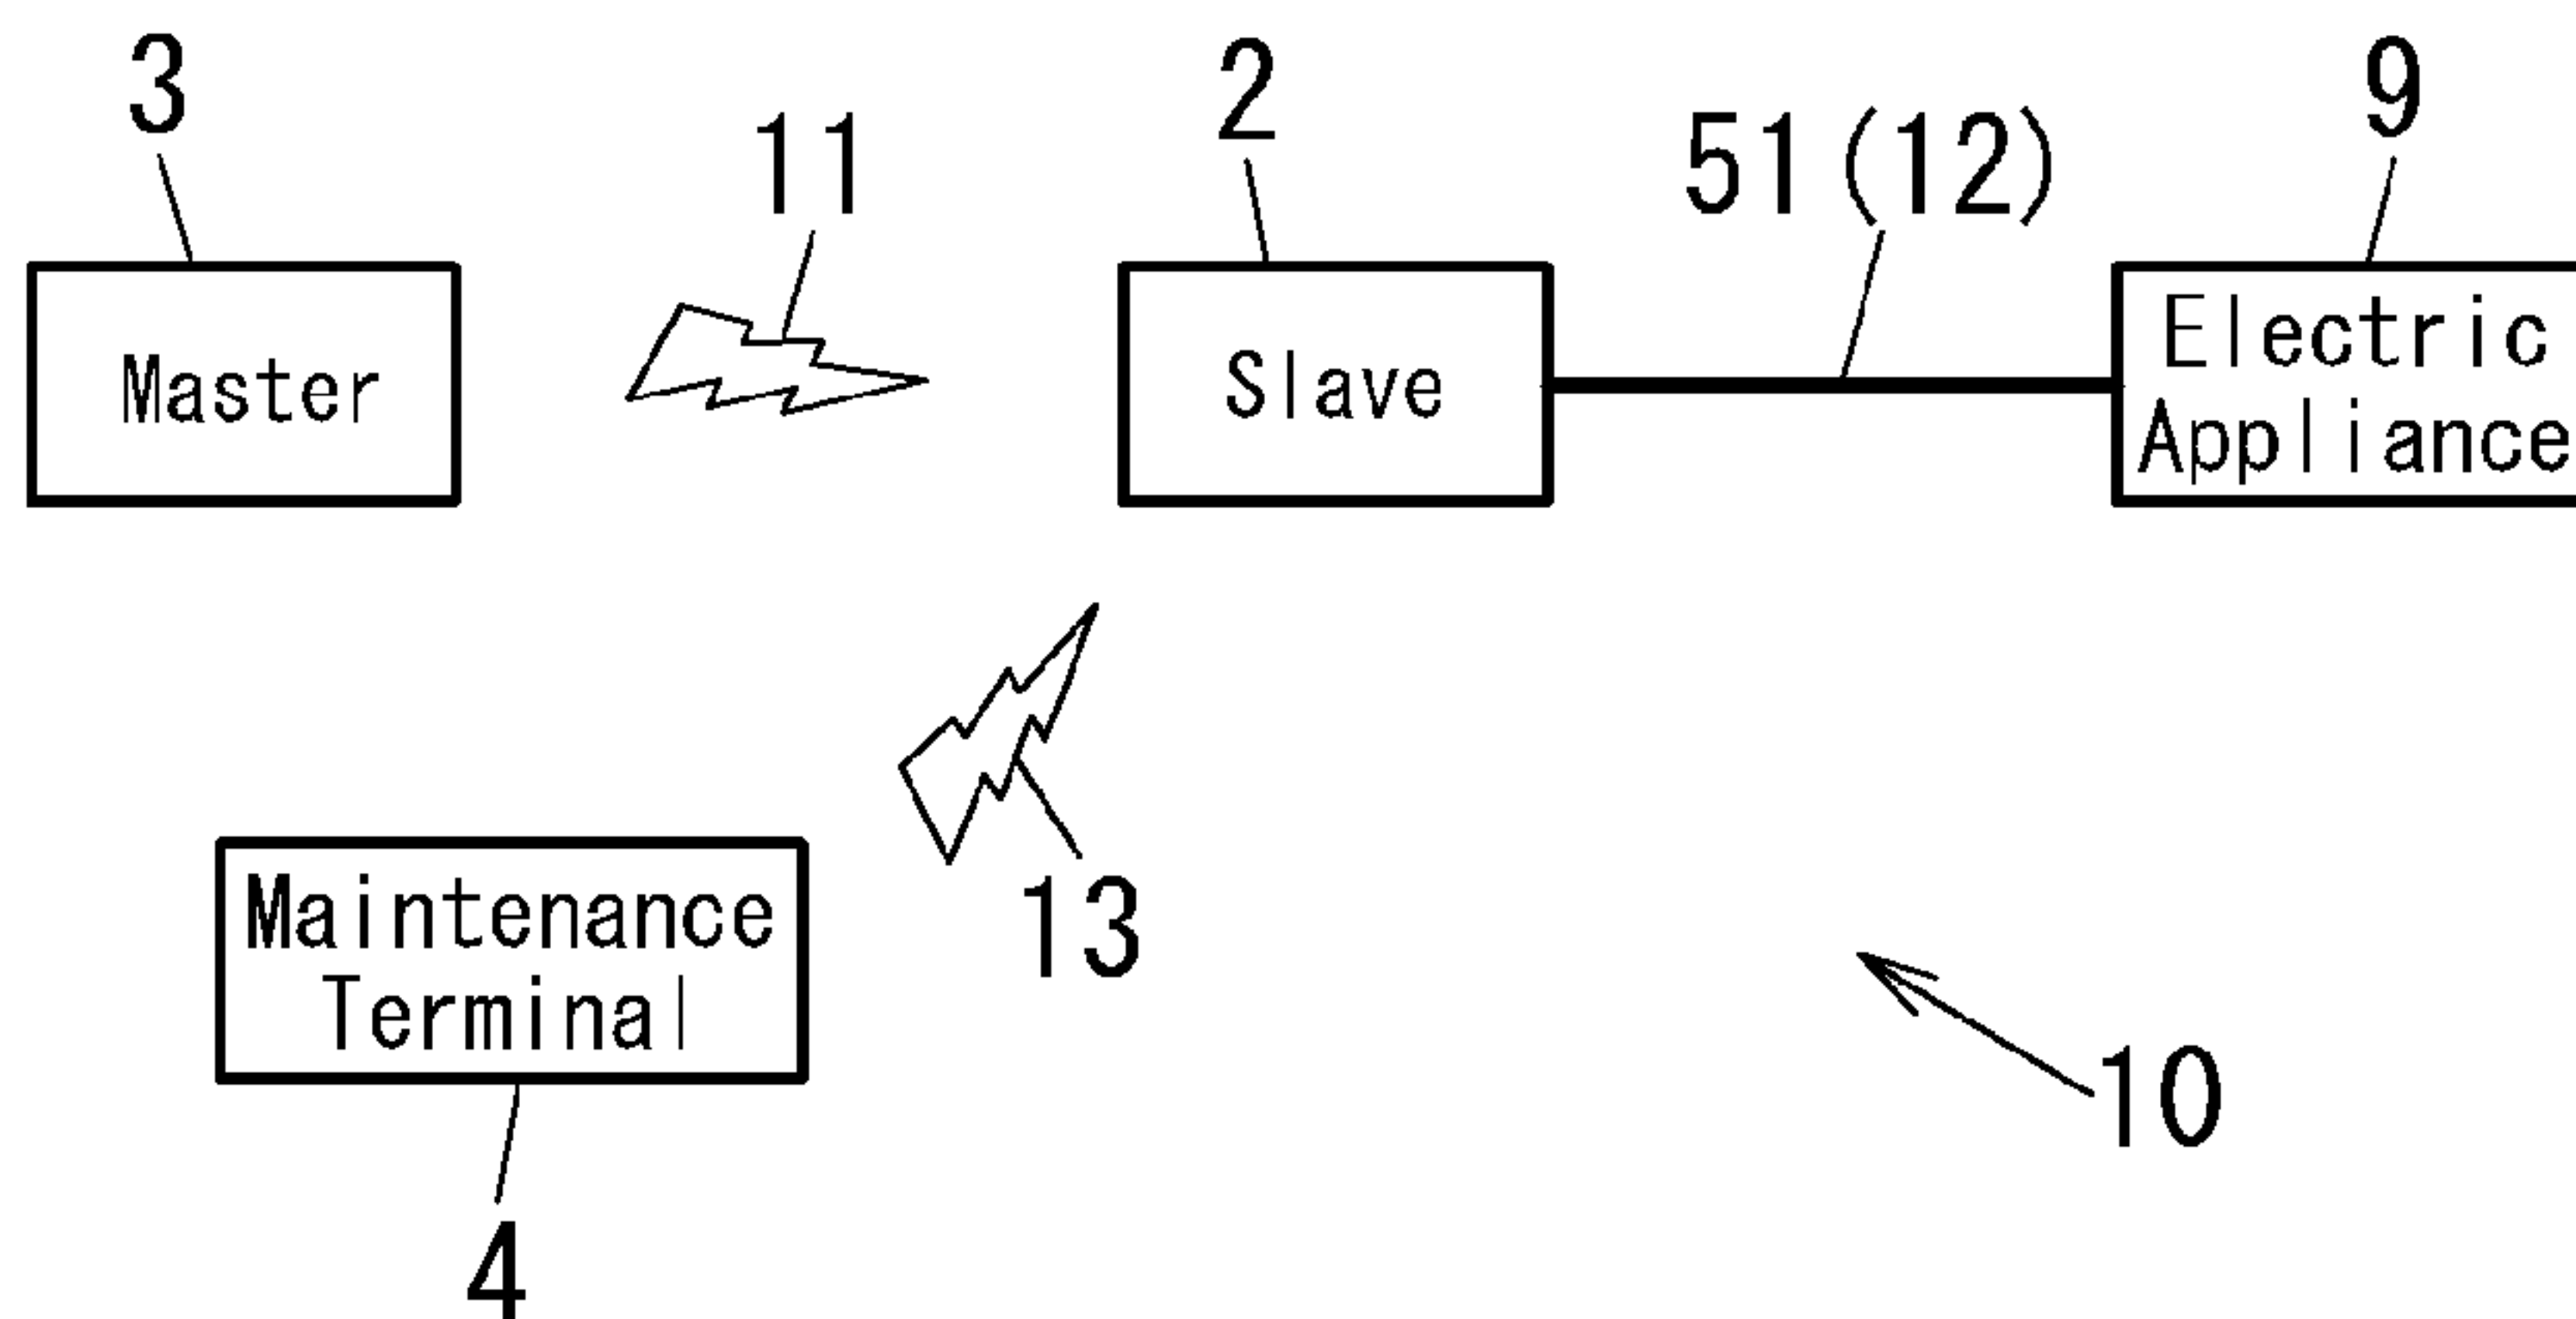 3
11
2
51(12)
9
Master
Slave
Electric
Appliance
13
Maintenance
Terminal
10
4